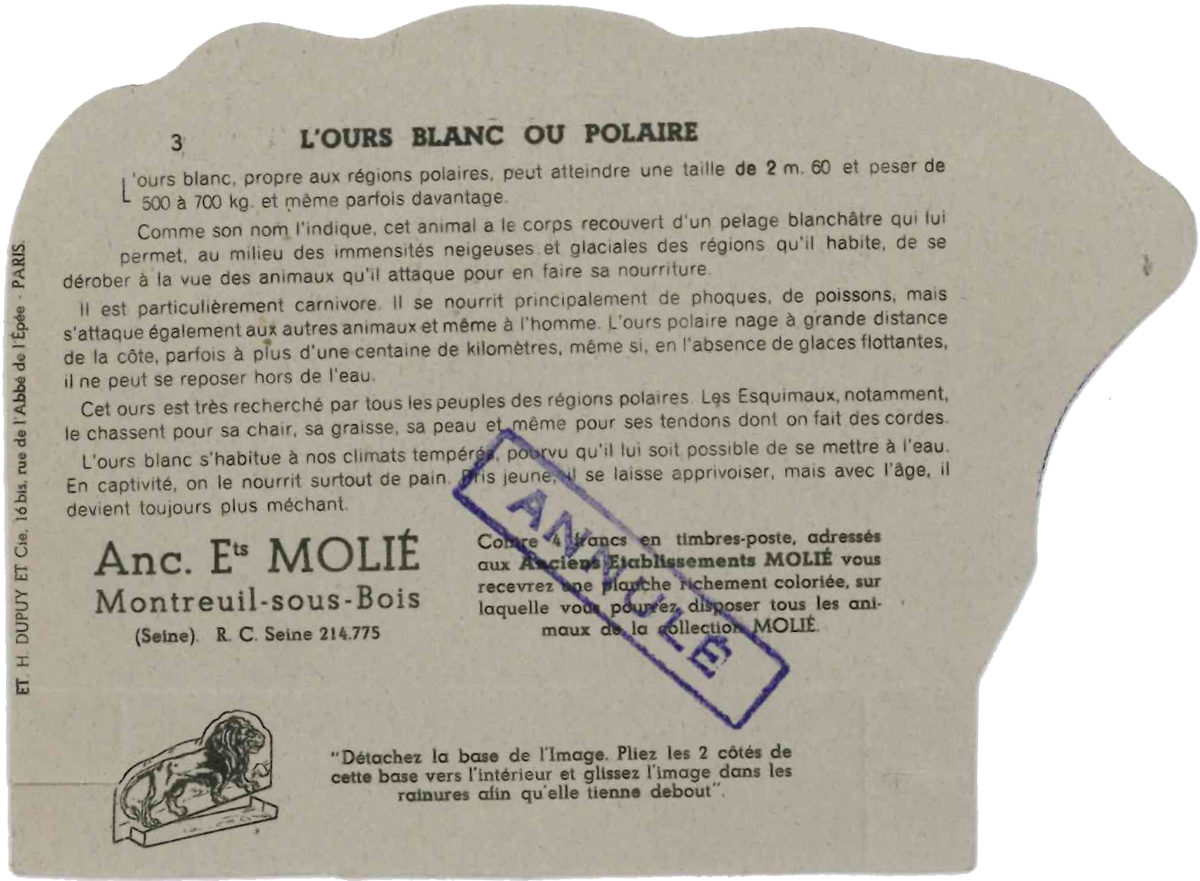 3 L'OURS BLANC OU POLAIRE
L'ours blanc, propre aux régions polaires, peut atteindre une taille de 2 m. 60 et peser de
500 à 700 kg. et même parfois davantage.
Comme son nom l'indique, cet animal a le corps recouvert d'un pelage blanchâtre qui lui
permet, au milieu des immensités neigeuses et glaciales des régions qu'il habite, de se
dérober à la vue des animaux qu'il attaque pour en faire sa nourriture.
Il est particulièrement carnivore. Il se nourrit principalement de phoques, de poissons, mais
s'attaque également aux autres animaux et même à l'homme. L'ours polaire nage à grande distance
de la côte, parfois à plus d'une centaine de kilomètres, même si, en l'absence de glaces flottantes,
il ne peut se reposer hors de l'eau.
Cet ours est très recherché par tous les peuples des régions polaires. Les Esquimaux, notamment,
le chassent pour sa chair, sa graisse, sa peau et même pour ses tendons dont on fait des cordes.
L'ours blanc s'habitue à nos climats tempérés, pourvu qu'il lui soit possible de se mettre à l'eau.
En captivité, on le nourrit surtout de pain. Pris jeune, il se laisse apprivoiser, mais avec l'âge, il
devient toujours plus méchant.
Anc. Ets MOLIÉ
Montreuil-sous-Bois
(Seine). R. C. Seine 214.775
Contre 4 francs en timbres-poste, adressés
aux Anciens Etablissements MOLIÉ vous
recevrez une planche richement coloriée, sur
laquelle vous pourrez disposer tous les ani-
maux de la collection MOLIÉ.
ANNULÉ
"Détachez la base de l'Image. Pliez les 2 côtés de
cette base vers l'intérieur et glissez l'image dans les
rainures afin qu'elle tienne debout".
ET. H. DUPUY ET Cie, 16 bis, rue de l'Abbé de l'Épée - PARIS.